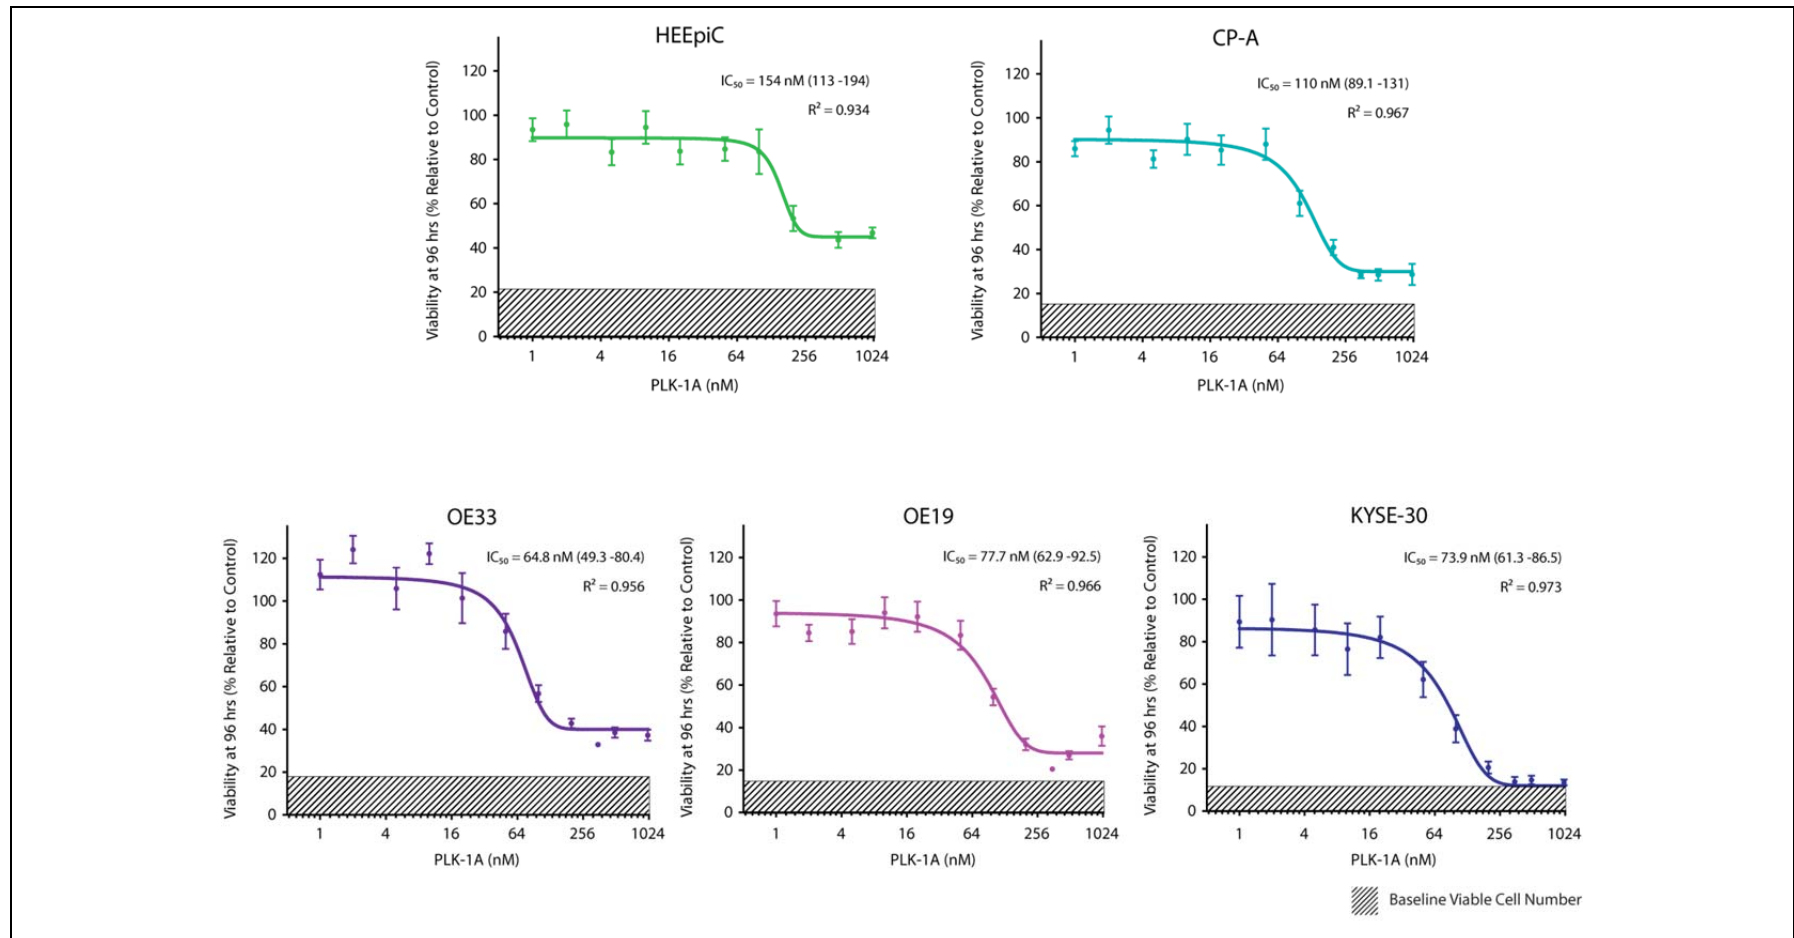 HEEpiC
Viability at 96 hrs (% Relative to Control)
120
100
80
60
40
20
0
IC₅₀ = 154 nM (113 -194)
R² = 0.934
1 4 16 64 256 1024
PLK-1A (nM)
CP-A
Viability at 96 hrs (% Relative to Control)
120
100
80
60
40
20
0
IC₅₀ = 110 nM (89.1 -131)
R² = 0.967
1 4 16 64 256 1024
PLK-1A (nM)
OE33
Viability at 96 hrs (% Relative to Control)
120
100
80
60
40
20
0
IC₅₀ = 64.8 nM (49.3 -80.4)
R² = 0.956
1 4 16 64 256 1024
PLK-1A (nM)
OE19
Viability at 96 hrs (% Relative to Control)
120
100
80
60
40
20
0
IC₅₀ = 77.7 nM (62.9 -92.5)
R² = 0.966
1 4 16 64 256 1024
PLK-1A (nM)
KYSE-30
Viability at 96 hrs (% Relative to Control)
120
100
80
60
40
20
0
IC₅₀ = 73.9 nM (61.3 -86.5)
R² = 0.973
1 4 16 64 256 1024
PLK-1A (nM)
Baseline Viable Cell Number